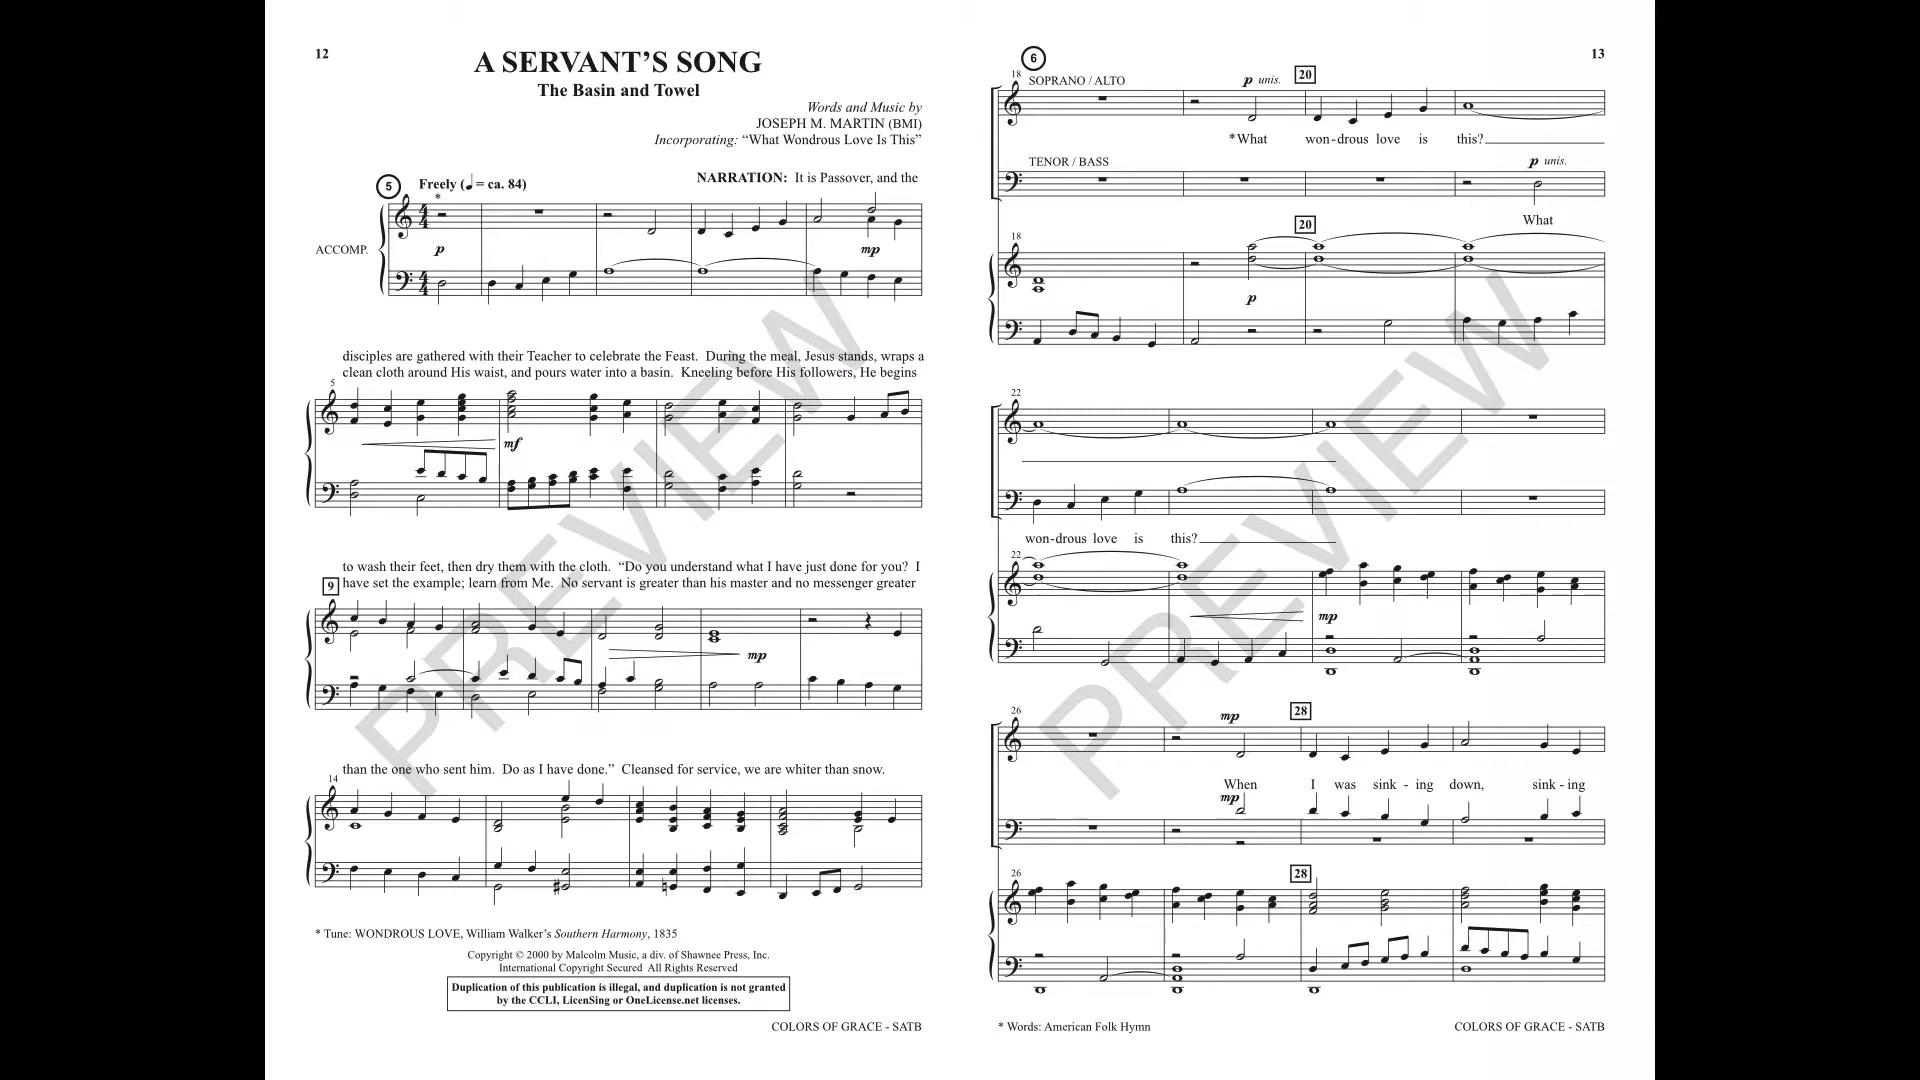 12
A SERVANT’S SONG
The Basin and Towel
Words and Music by
JOSEPH M. MARTIN (BMI)
Incorporating: “What Wondrous Love Is This”
NARRATION: It is Passover, and the
5
Freely (♩ = ca. 84)
*
ACCOMP.
p
mp
disciples are gathered with their Teacher to celebrate the Feast. During the meal, Jesus stands, wraps a
clean cloth around His waist, and pours water into a basin. Kneeling before His followers, He begins
5
mf
to wash their feet, then dry them with the cloth. “Do you understand what I have just done for you? I
9 have set the example; learn from Me. No servant is greater than his master and no messenger greater
mp
than the one who sent him. Do as I have done.” Cleansed for service, we are whiter than snow.
14
* Tune: WONDROUS LOVE, William Walker’s Southern Harmony, 1835
Copyright © 2000 by Malcolm Music, a div. of Shawnee Press, Inc.
International Copyright Secured All Rights Reserved
Duplication of this publication is illegal, and duplication is not granted
by the CCLI, LicenSing or OneLicense.net licenses.
COLORS OF GRACE - SATB
PREVIEW
6
13
18 SOPRANO / ALTO p unis. 20
*What won-drous love is this?
TENOR / BASS p unis.
What
18 20
p
22
won-drous love is this?
22
mp
26 mp 28
When I was sink - ing down, sink - ing
mp
26 28
* Words: American Folk Hymn
COLORS OF GRACE - SATB
PREVIEW